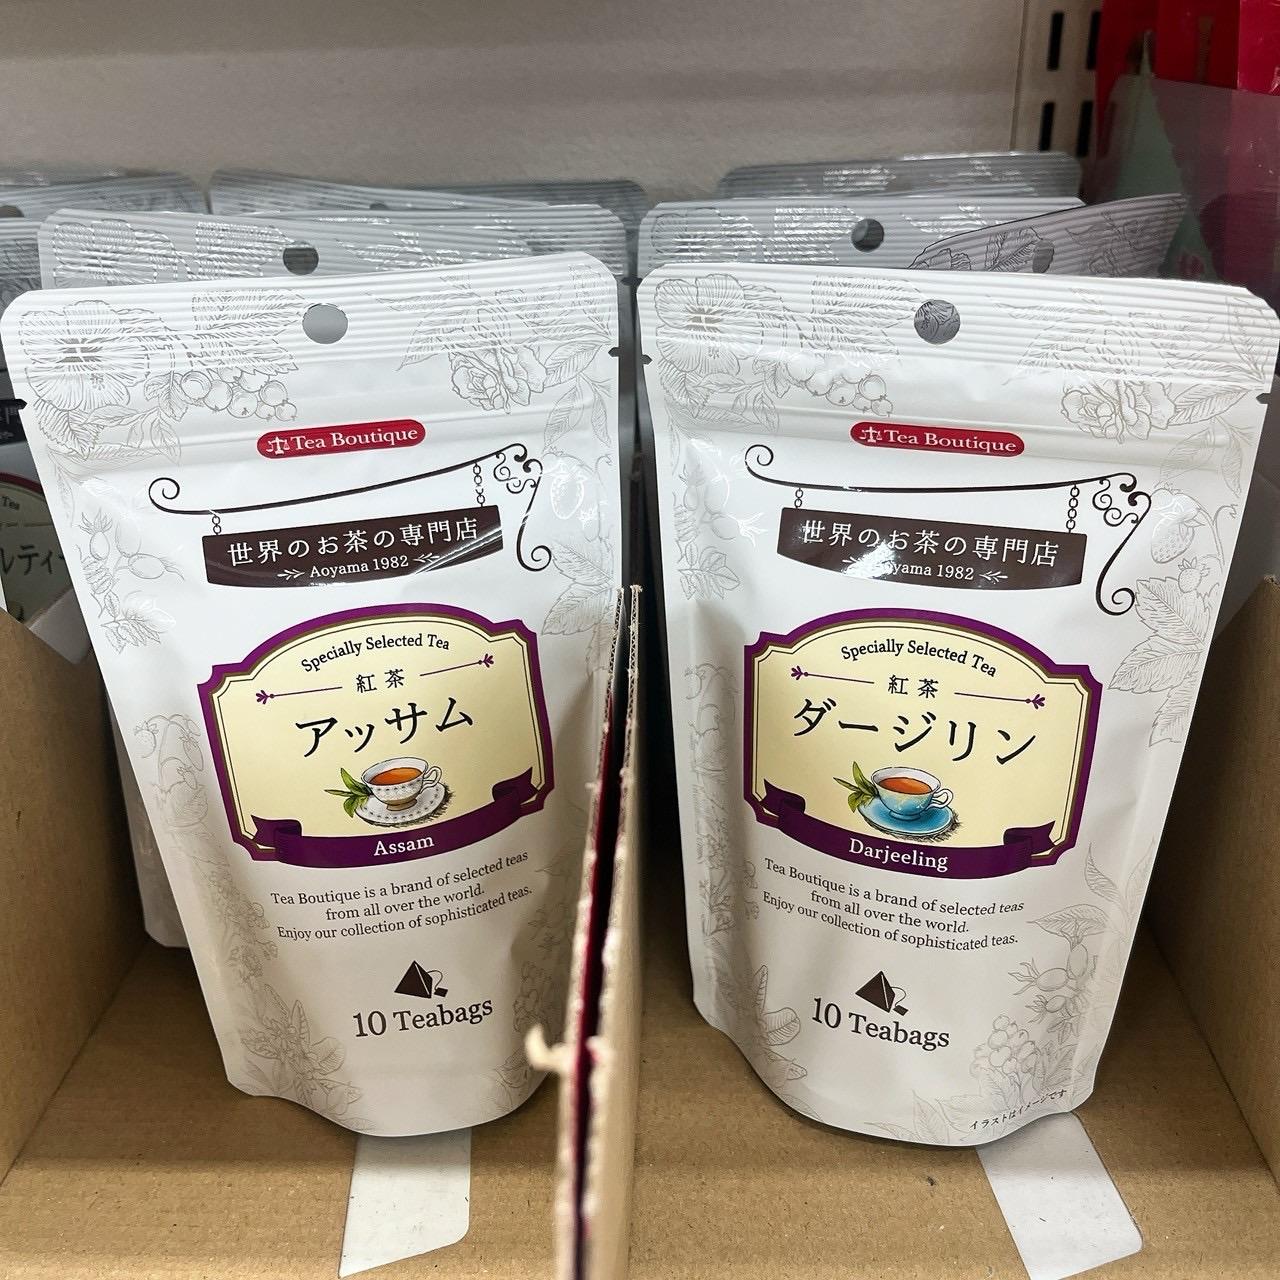 Tea Boutique
世界のお茶の専門店
Aoyama 1982
Specially Selected Tea
紅茶
アッサム
Assam
Tea Boutique is a brand of selected teas
from all over the world.
Enjoy our collection of sophisticated teas.
10 Teabags
Tea Boutique
世界のお茶の専門店
Aoyama 1982
Specially Selected Tea
紅茶
ダージリン
Darjeeling
Tea Boutique is a brand of selected teas
from all over the world.
Enjoy our collection of sophisticated teas.
10 Teabags
イラストはイメージです
Tea
ルティ